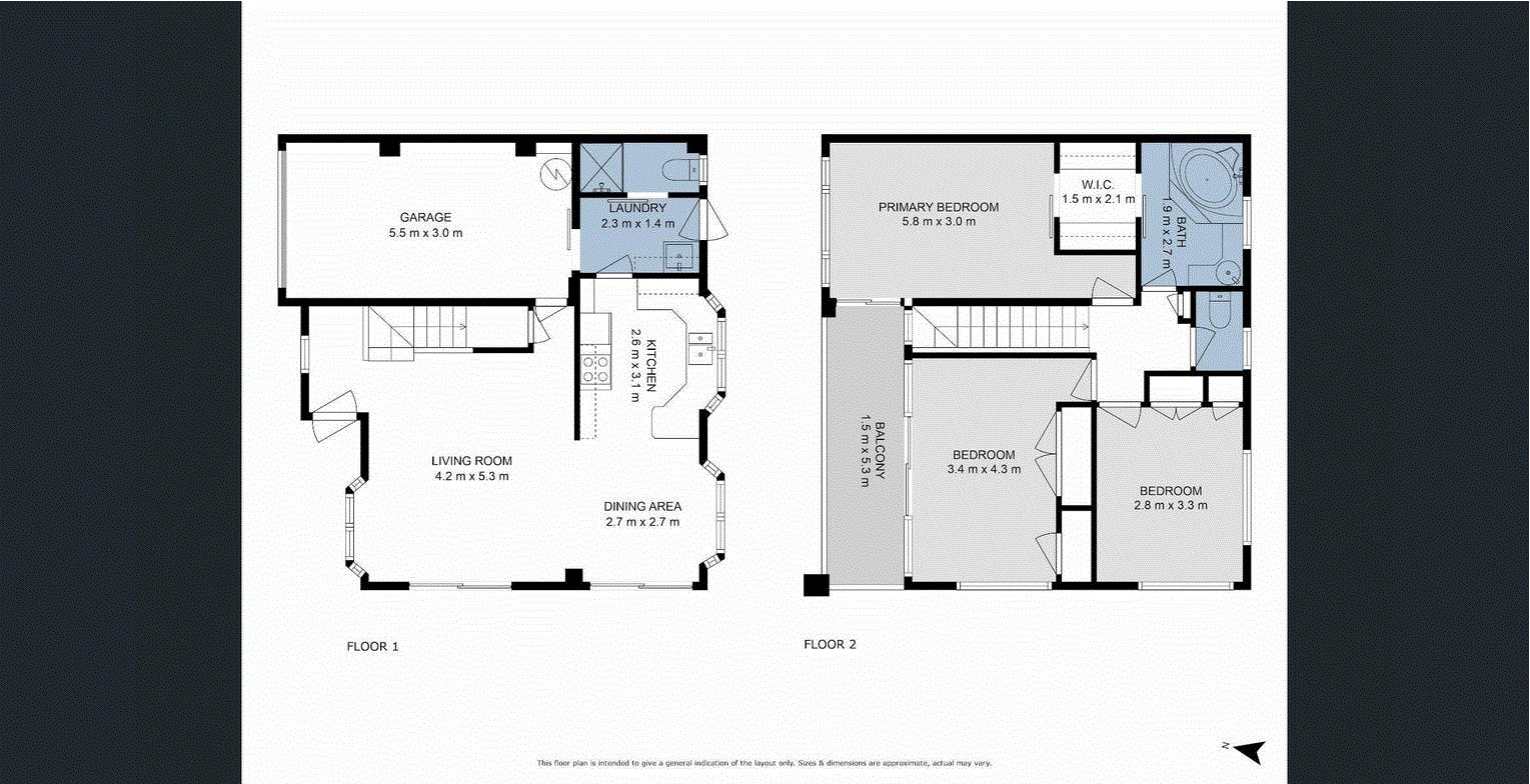 GARAGE
5.5 m x 3.0 m
LAUNDRY
2.3 m x 1.4 m
KITCHEN
2.6 m x 3.1 m
LIVING ROOM
4.2 m x 5.3 m
DINING AREA
2.7 m x 2.7 m
FLOOR 1
PRIMARY BEDROOM
5.8 m x 3.0 m
W.I.C.
1.5 m x 2.1 m
BATH
1.9 m x 2.7 m
BALCONY
1.5 m x 5.3 m
BEDROOM
3.4 m x 4.3 m
BEDROOM
2.8 m x 3.3 m
FLOOR 2
N
This floor plan is intended to give a general indication of the layout only. Sizes & dimensions are approximate, actual may vary.